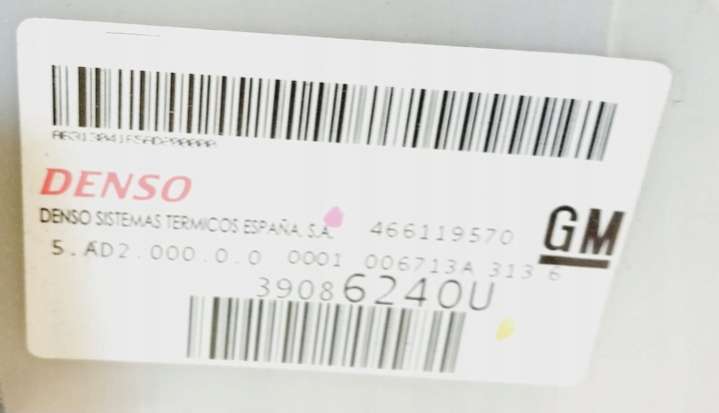 DENSO
DENSO SISTEMAS TERMICOS ESPAÑA, S.A. 466119570 GM
5.AD2.000.0.0 0001 006713A 313 6
39086240U